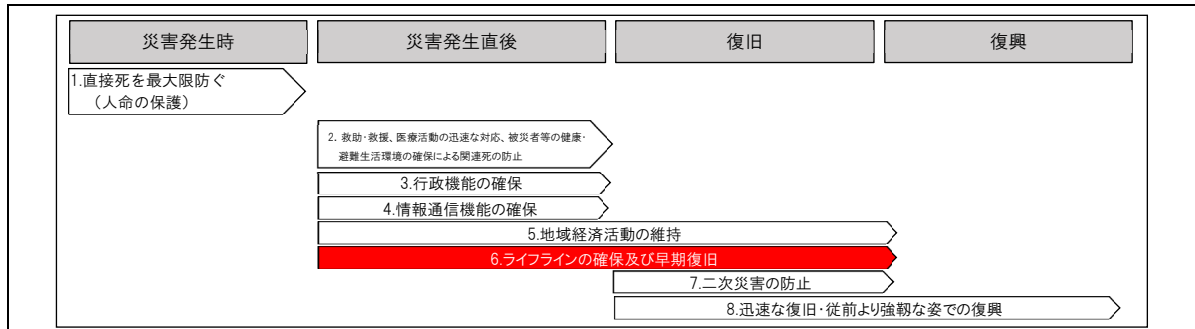 災害発生時
災害発生直後
復旧
復興
1.直接死を最大限防ぐ
（人命の保護）
2．救助・救援、医療活動の迅速な対応、被災者等の健康・
避難生活環境の確保による関連死の防止
3.行政機能の確保
4.情報通信機能の確保
5.地域経済活動の維持
6.ライフラインの確保及び早期復旧
7.二次災害の防止
8.迅速な復旧・従前より強靱な姿での復興